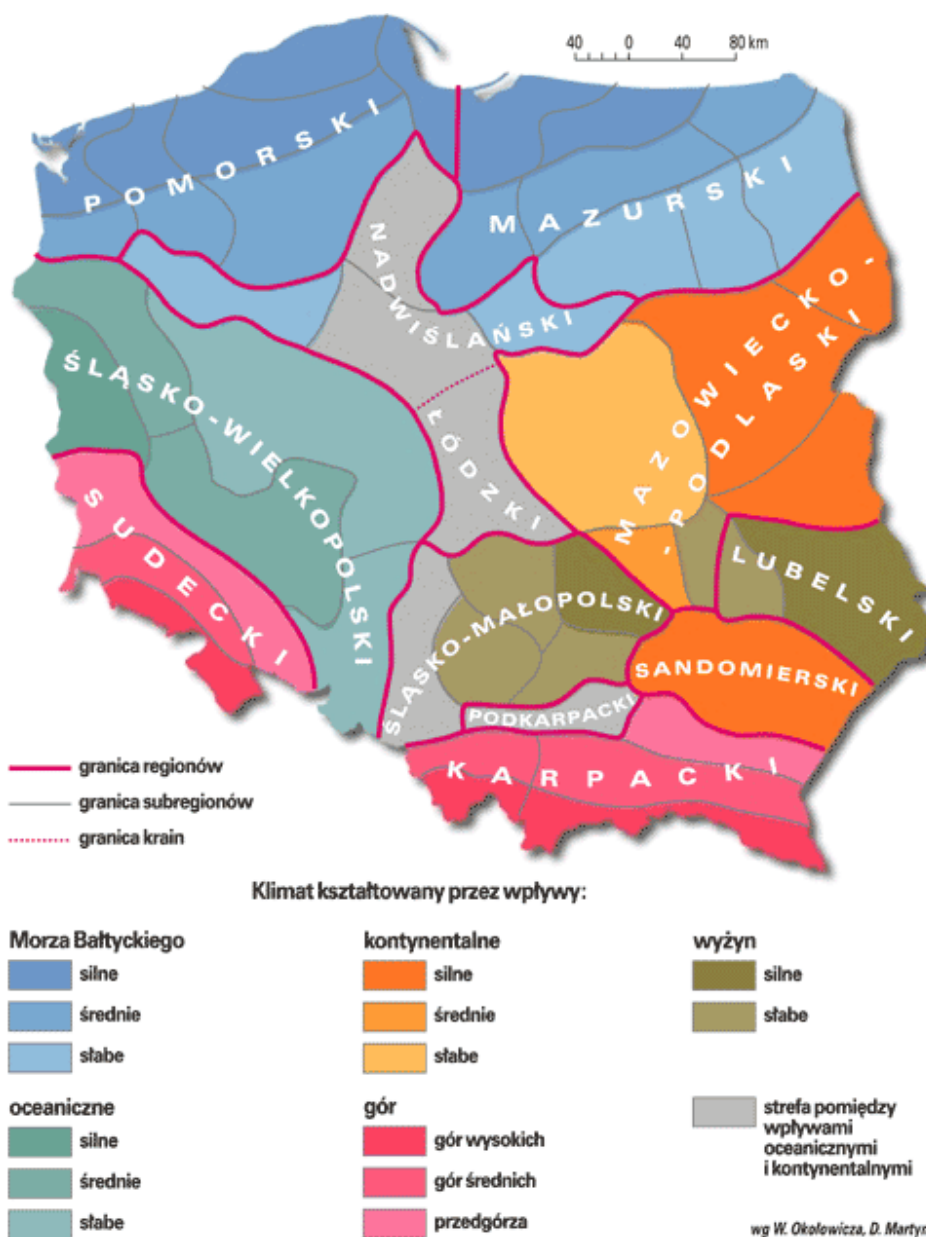 40 0 40 80 km
POMORSKI
MAZURSKI
NADWIŚLAŃSKI
MAZOWIECKO-
-PODLASKI
ŚLĄSKO-WIELKOPOLSKI
ŁÓDZKI
SUDECKI
LUBELSKI
ŚLĄSKO-MAŁOPOLSKI
SANDOMIERSKI
PODKARPACKI
KARPACKI
granica regionów
granica subregionów
granica krain
Klimat kształtowany przez wpływy:
Morza Bałtyckiego
silne
średnie
słabe
kontynentalne
silne
średnie
słabe
wyżyn
silne
słabe
oceaniczne
silne
średnie
słabe
gór
gór wysokich
gór średnich
przedgórza
strefa pomiędzy
wpływami
oceanicznymi
i kontynentalnymi
wg W. Okołowicza, D. Martyn